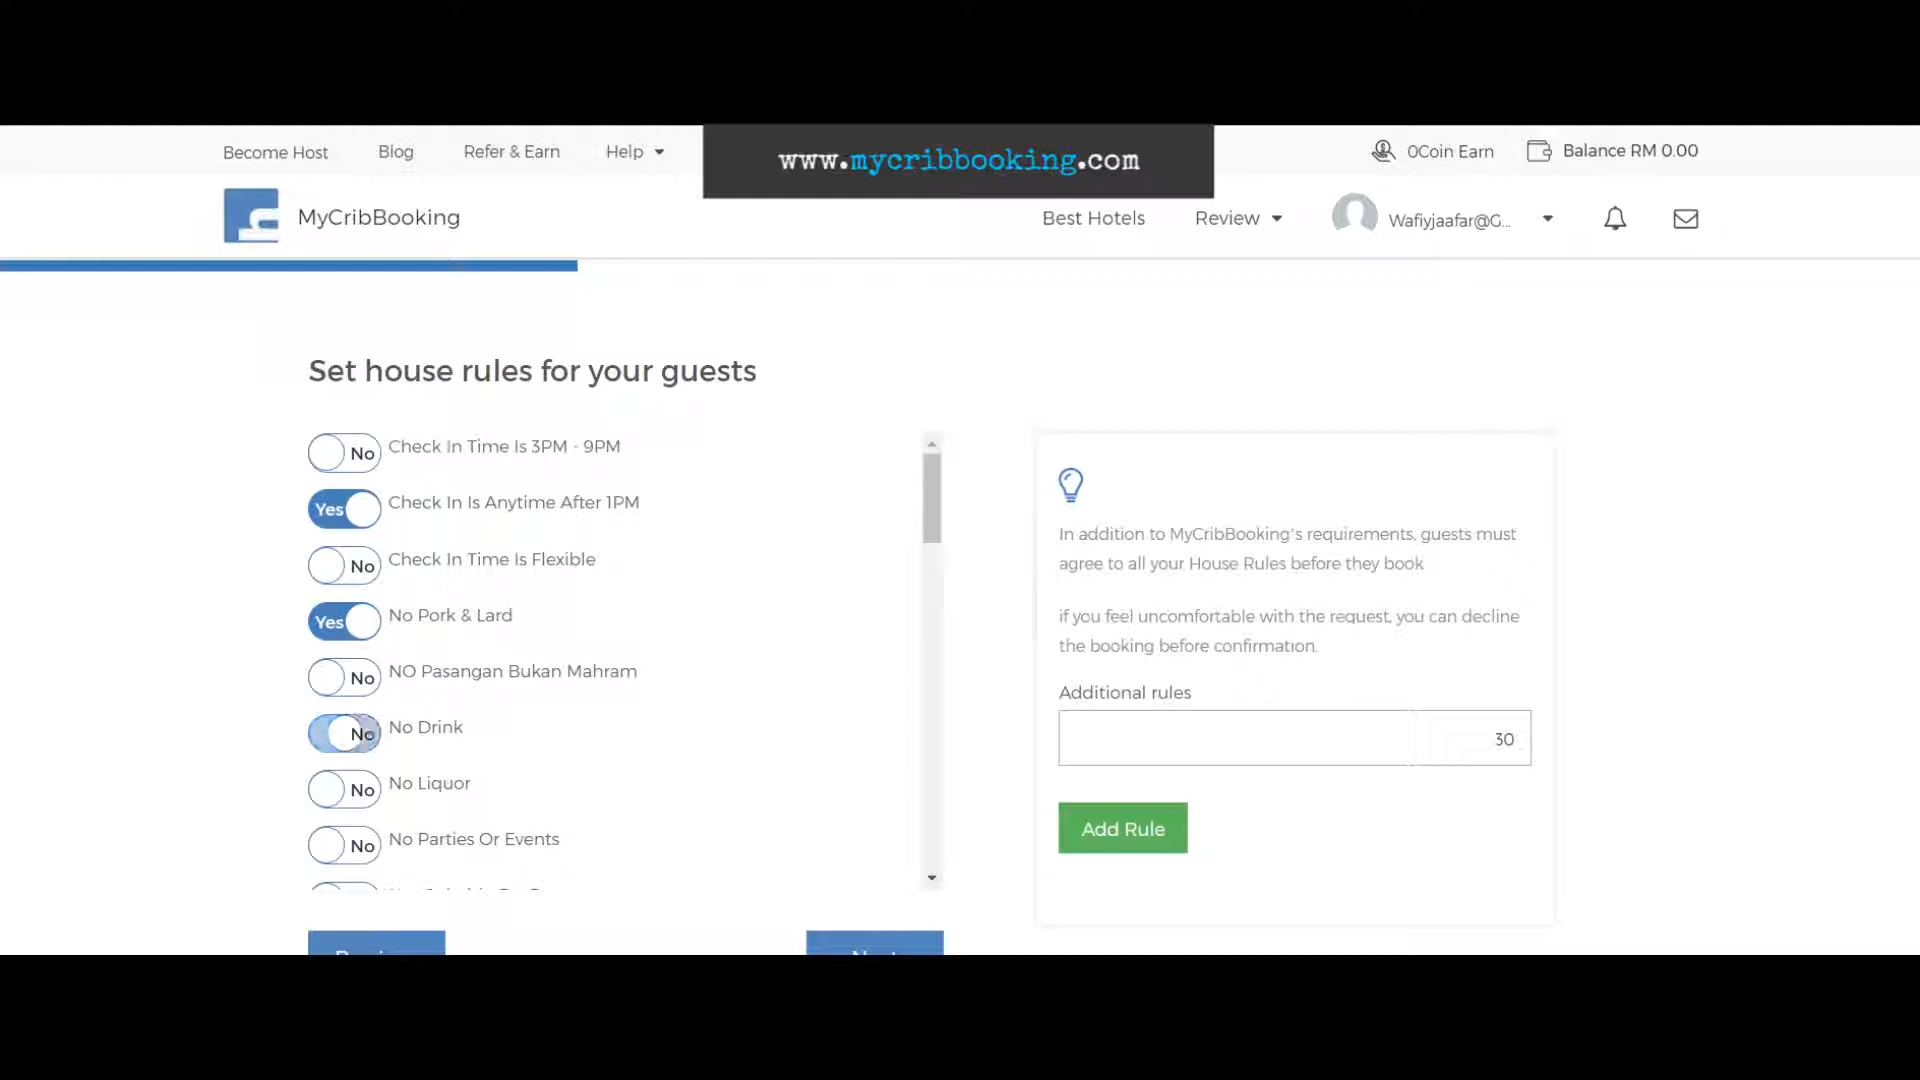 Become Host
Blog
Refer & Earn
Help
www.mycribbooking.com
0Coin Earn
Balance RM 0.00
MyCribBooking
Best Hotels
Review
Wafiyjaafar@G...
Set house rules for your guests
No Check In Time Is 3PM - 9PM
Yes Check In Is Anytime After 1PM
No Check In Time Is Flexible
Yes No Pork & Lard
No NO Pasangan Bukan Mahram
No No Drink
No No Liquor
No No Parties Or Events
In addition to MyCribBooking's requirements, guests must
agree to all your House Rules before they book
if you feel uncomfortable with the request, you can decline
the booking before confirmation.
Additional rules
30
Add Rule